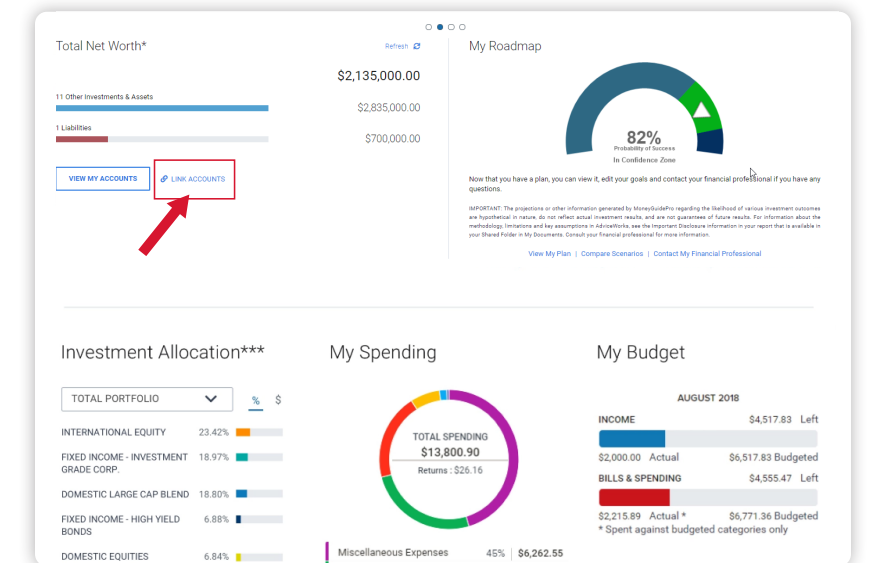 Total Net Worth*
Refresh
$2,135,000.00
11 Other Investments & Assets
$2,835,000.00
1 Liabilities
$700,000.00
VIEW MY ACCOUNTS
LINK ACCOUNTS
My Roadmap
82%
Probability of Success
In Confidence Zone
Now that you have a plan, you can view it, edit your goals and contact your financial professional if you have any
questions.
IMPORTANT: The projections or other information generated by MoneyGuidePro regarding the likelihood of various investment outcomes
are hypothetical in nature, do not reflect actual investment results, and are not guarantees of future results. For information about the
methodology, limitations and key assumptions in AdviceWorks, see the Important Disclosure information in your report that is available in
your Shared Folder in My Documents. Consult your financial professional for more information.
View My Plan | Compare Scenarios | Contact My Financial Professional
Investment Allocation***
TOTAL PORTFOLIO
% $
INTERNATIONAL EQUITY 23.42%
FIXED INCOME - INVESTMENT 18.97%
GRADE CORP.
DOMESTIC LARGE CAP BLEND 18.80%
FIXED INCOME - HIGH YIELD 6.88%
BONDS
DOMESTIC EQUITIES 6.84%
My Spending
TOTAL SPENDING
$13,800.90
Returns : $26.16
Miscellaneous Expenses 45% $6,262.55
My Budget
AUGUST 2018
INCOME $4,517.83 Left
$2,000.00 Actual $6,517.83 Budgeted
BILLS & SPENDING $4,555.47 Left
$2,215.89 Actual * $6,771.36 Budgeted
* Spent against budgeted categories only